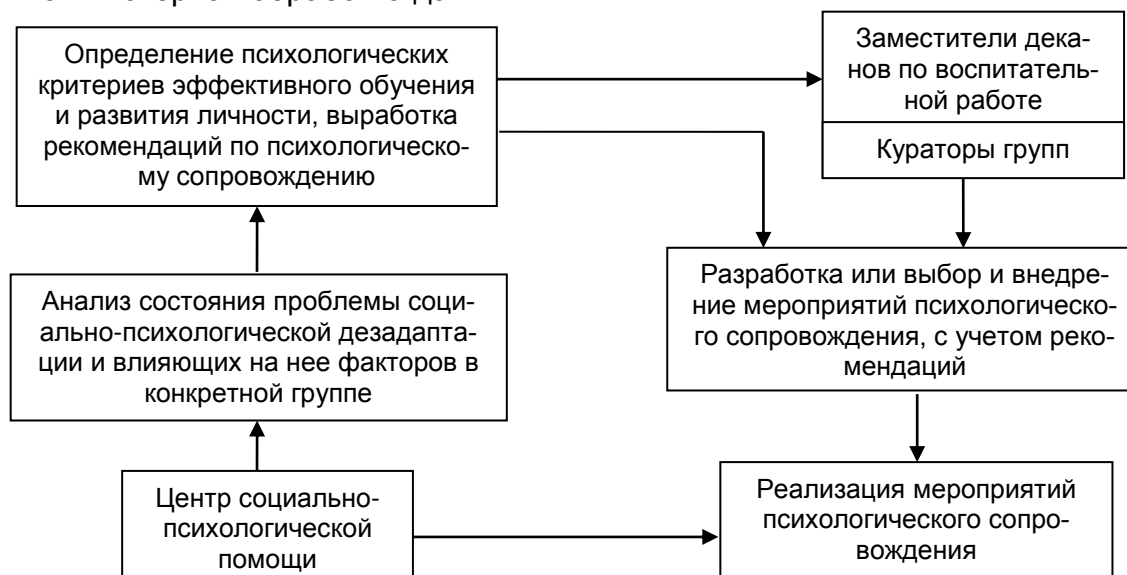 Определение психологических
критериев эффективного обучения
и развития личности, выработка
рекомендаций по психологическо-
му сопровождению
Заместители дека-
нов по воспитатель-
ной работе
Кураторы групп
Анализ состояния проблемы соци-
ально-психологической дезадапта-
ции и влияющих на нее факторов в
конкретной группе
Разработка или выбор и внедре-
ние мероприятий психологическо-
го сопровождения, с учетом реко-
мендаций
Центр социально-
психологической
помощи
Реализация мероприятий
психологического сопро-
вождения